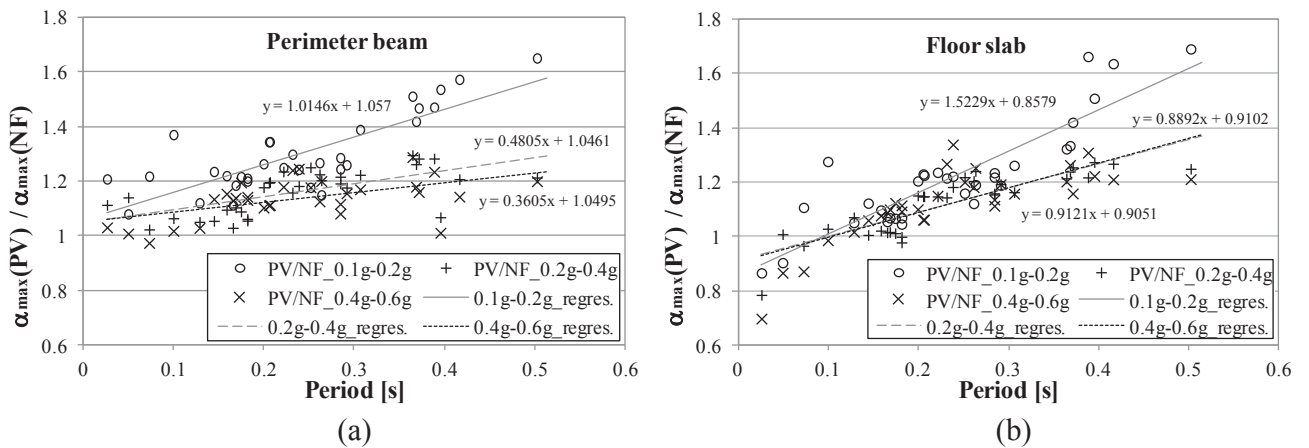 Perimeter beam
αmax(PV) / αmax(NF)
1.8
1.6
1.4
1.2
1
0.8
0.6
y = 1.0146x + 1.057
y = 0.4805x + 1.0461
y = 0.3605x + 1.0495
PV/NF_0.1g-0.2g
PV/NF_0.2g-0.4g
PV/NF_0.4g-0.6g
0.1g-0.2g_regres.
0.2g-0.4g_regres.
0.4g-0.6g_regres.
0 0.1 0.2 0.3 0.4 0.5 0.6
Period [s]
(a)
Floor slab
αmax(PV) / αmax(NF)
1.8
1.6
1.4
1.2
1
0.8
0.6
y = 1.5229x + 0.8579
y = 0.8892x + 0.9102
y = 0.9121x + 0.9051
PV/NF_0.1g-0.2g
PV/NF_0.2g-0.4g
PV/NF_0.4g-0.6g
0.1g-0.2g_regres.
0.2g-0.4g_regres.
0.4g-0.6g_regres.
0 0.1 0.2 0.3 0.4 0.5 0.6
Period [s]
(b)